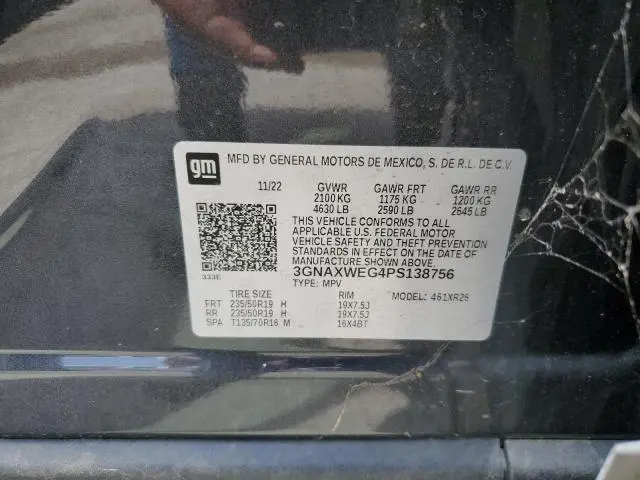 gm
MFD BY GENERAL MOTORS DE MEXICO, S. DE R.L. DE C.V.
11/22 GVWR GAWR FRT GAWR RR
2100 KG 1175 KG 1200 KG
4630 LB 2590 LB 2645 LB
THIS VEHICLE CONFORMS TO ALL
APPLICABLE U.S. FEDERAL MOTOR
VEHICLE SAFETY AND THEFT PREVENTION
STANDARDS IN EFFECT ON THE DATE OF
MANUFACTURE SHOWN ABOVE.
333E 3GNAXWEG4PS138756
TYPE: MPV
TIRE SIZE RIM MODEL: 461XR26
FRT 235/50R19 H 19X7.5J
RR 235/50R19 H 19X7.5J
SPA T135/70R16 M 16X4BT